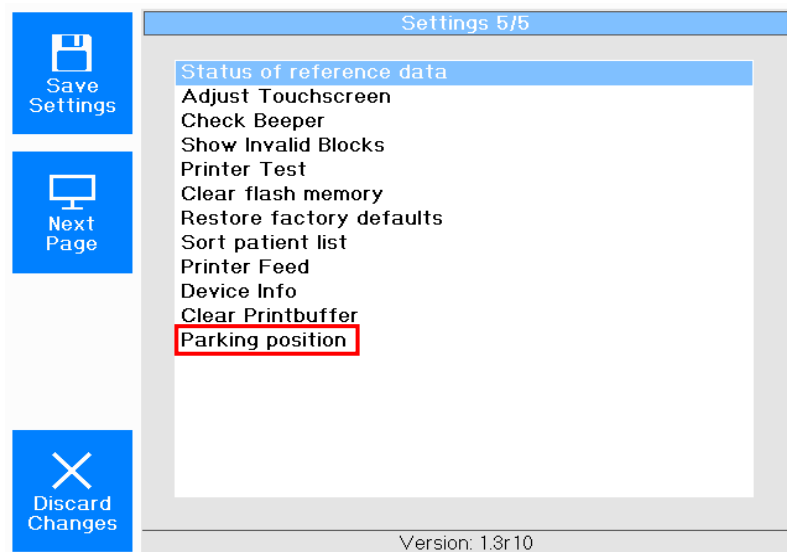 Settings 5/5
Save
Settings
Next
Page
Discard
Changes
Status of reference data
Adjust Touchscreen
Check Beeper
Show Invalid Blocks
Printer Test
Clear flash memory
Restore factory defaults
Sort patient list
Printer Feed
Device Info
Clear Printbuffer
Parking position
Version: 1.3r10